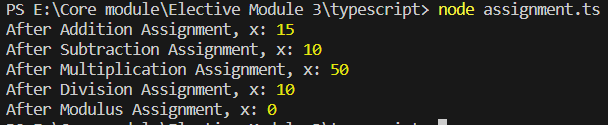 PS E:\Core module\Elective Module 3\typescript> node assignment.ts
After Addition Assignment, x: 15
After Subtraction Assignment, x: 10
After Multiplication Assignment, x: 50
After Division Assignment, x: 10
After Modulus Assignment, x: 0